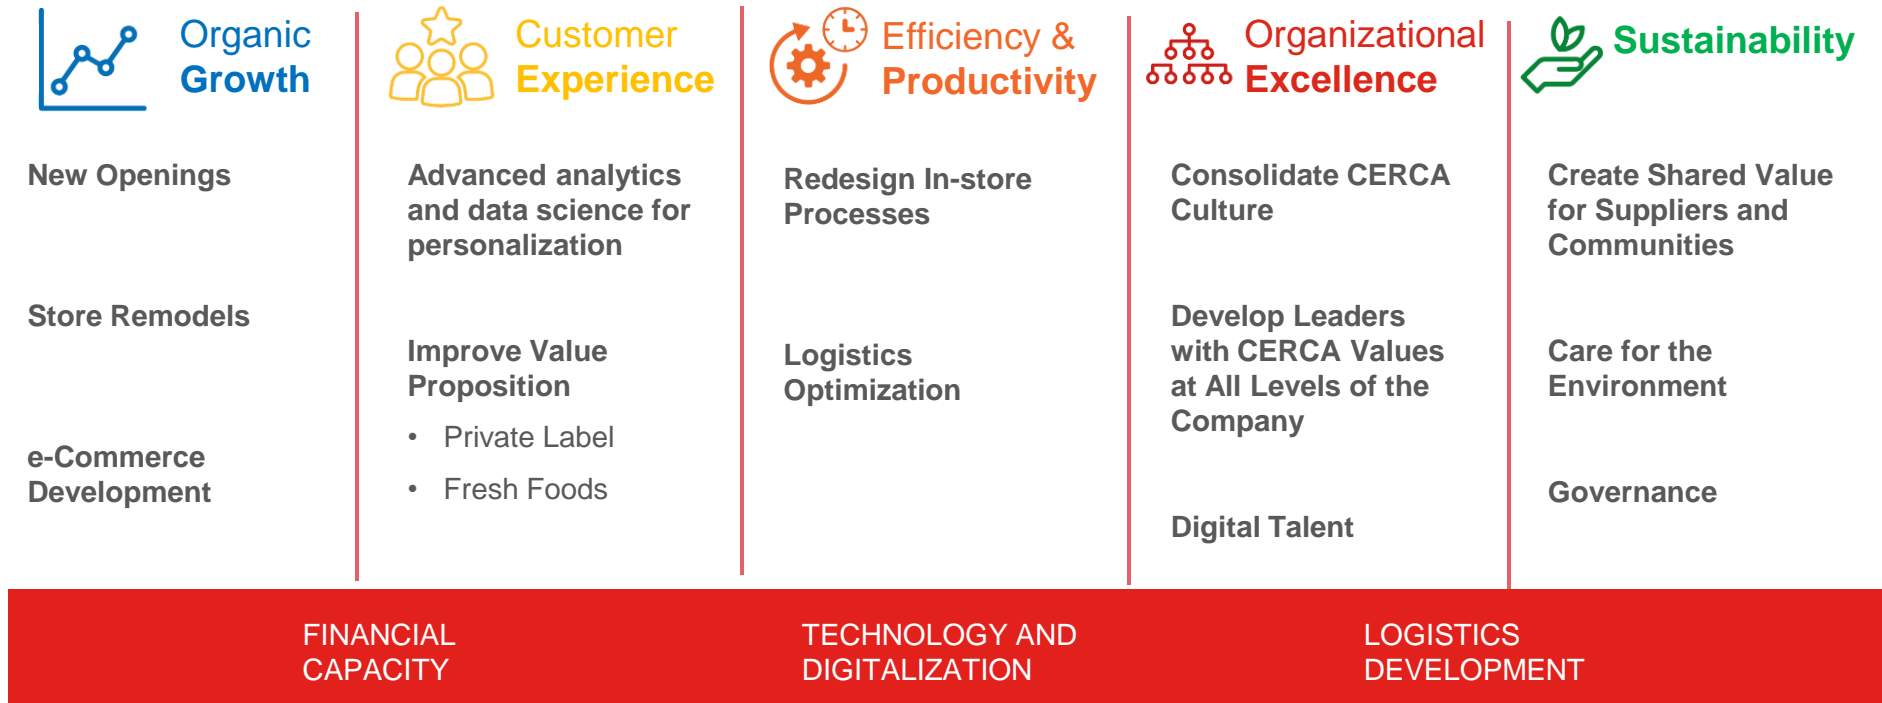 Organic
Growth
New Openings
Store Remodels
e-Commerce
Development
Customer
Experience
Advanced analytics
and data science for
personalization
Improve Value
Proposition
• Private Label
• Fresh Foods
Efficiency &
Productivity
Redesign In-store
Processes
Logistics
Optimization
Organizational
Excellence
Consolidate CERCA
Culture
Develop Leaders
with CERCA Values
at All Levels of the
Company
Digital Talent
Sustainability
Create Shared Value
for Suppliers and
Communities
Care for the
Environment
Governance
FINANCIAL
CAPACITY
TECHNOLOGY AND
DIGITALIZATION
LOGISTICS
DEVELOPMENT